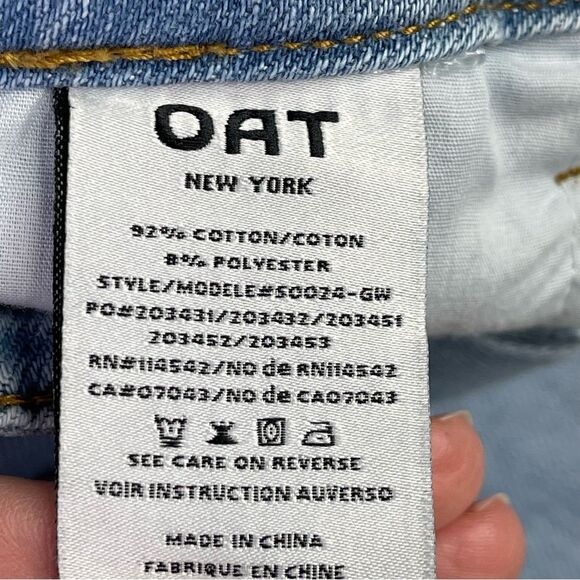 OAT
NEW YORK
92% COTTON/COTON
8% POLYESTER
STYLE/MODELE#50024-GW
PO#203431/203432/203451
203452/203453
RN#114542/NO de RN114542
CA#07043/NO de CA07043
SEE CARE ON REVERSE
VOIR INSTRUCTION AUVERSO
MADE IN CHINA
FABRIQUE EN CHINE